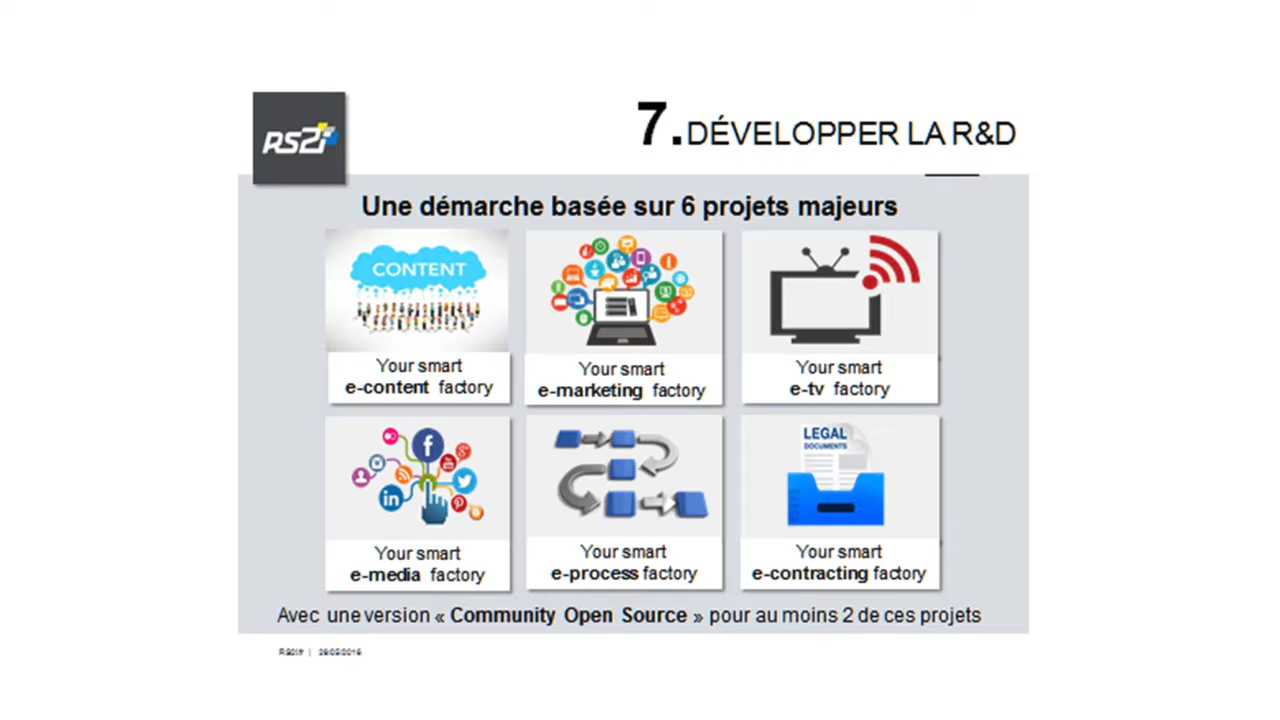 RS2i
7. DÉVELOPPER LA R&D
Une démarche basée sur 6 projets majeurs
CONTENT
Your smart
e-content factory
Your smart
e-marketing factory
Your smart
e-tv factory
Your smart
e-media factory
Your smart
e-process factory
LEGAL
DOCUMENTS
Your smart
e-contracting factory
Avec une version « Community Open Source » pour au moins 2 de ces projets